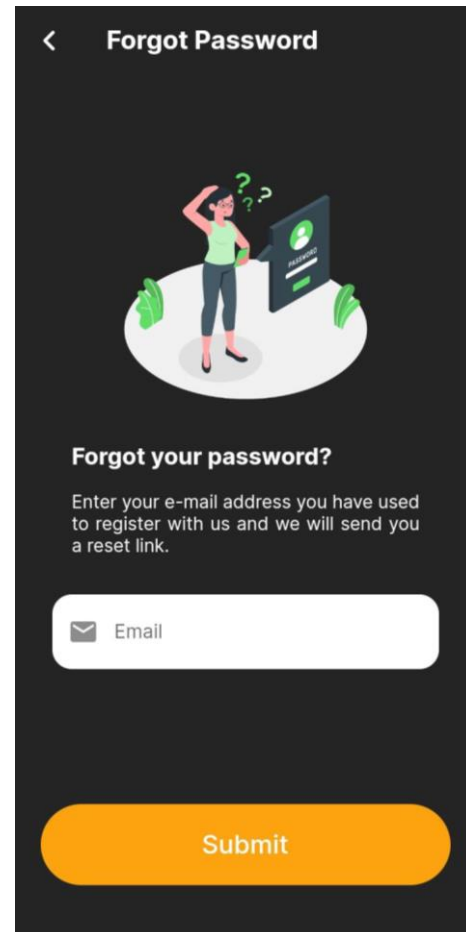 Forgot Password
? ? ?
PASSWORD
Forgot your password?
Enter your e-mail address you have used
to register with us and we will send you
a reset link.
Email
Submit